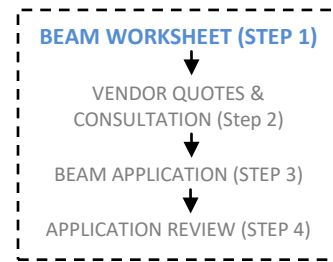 BEAM WORKSHEET (STEP 1)
VENDOR QUOTES &
CONSULTATION (Step 2)
BEAM APPLICATION (STEP 3)
APPLICATION REVIEW (STEP 4)